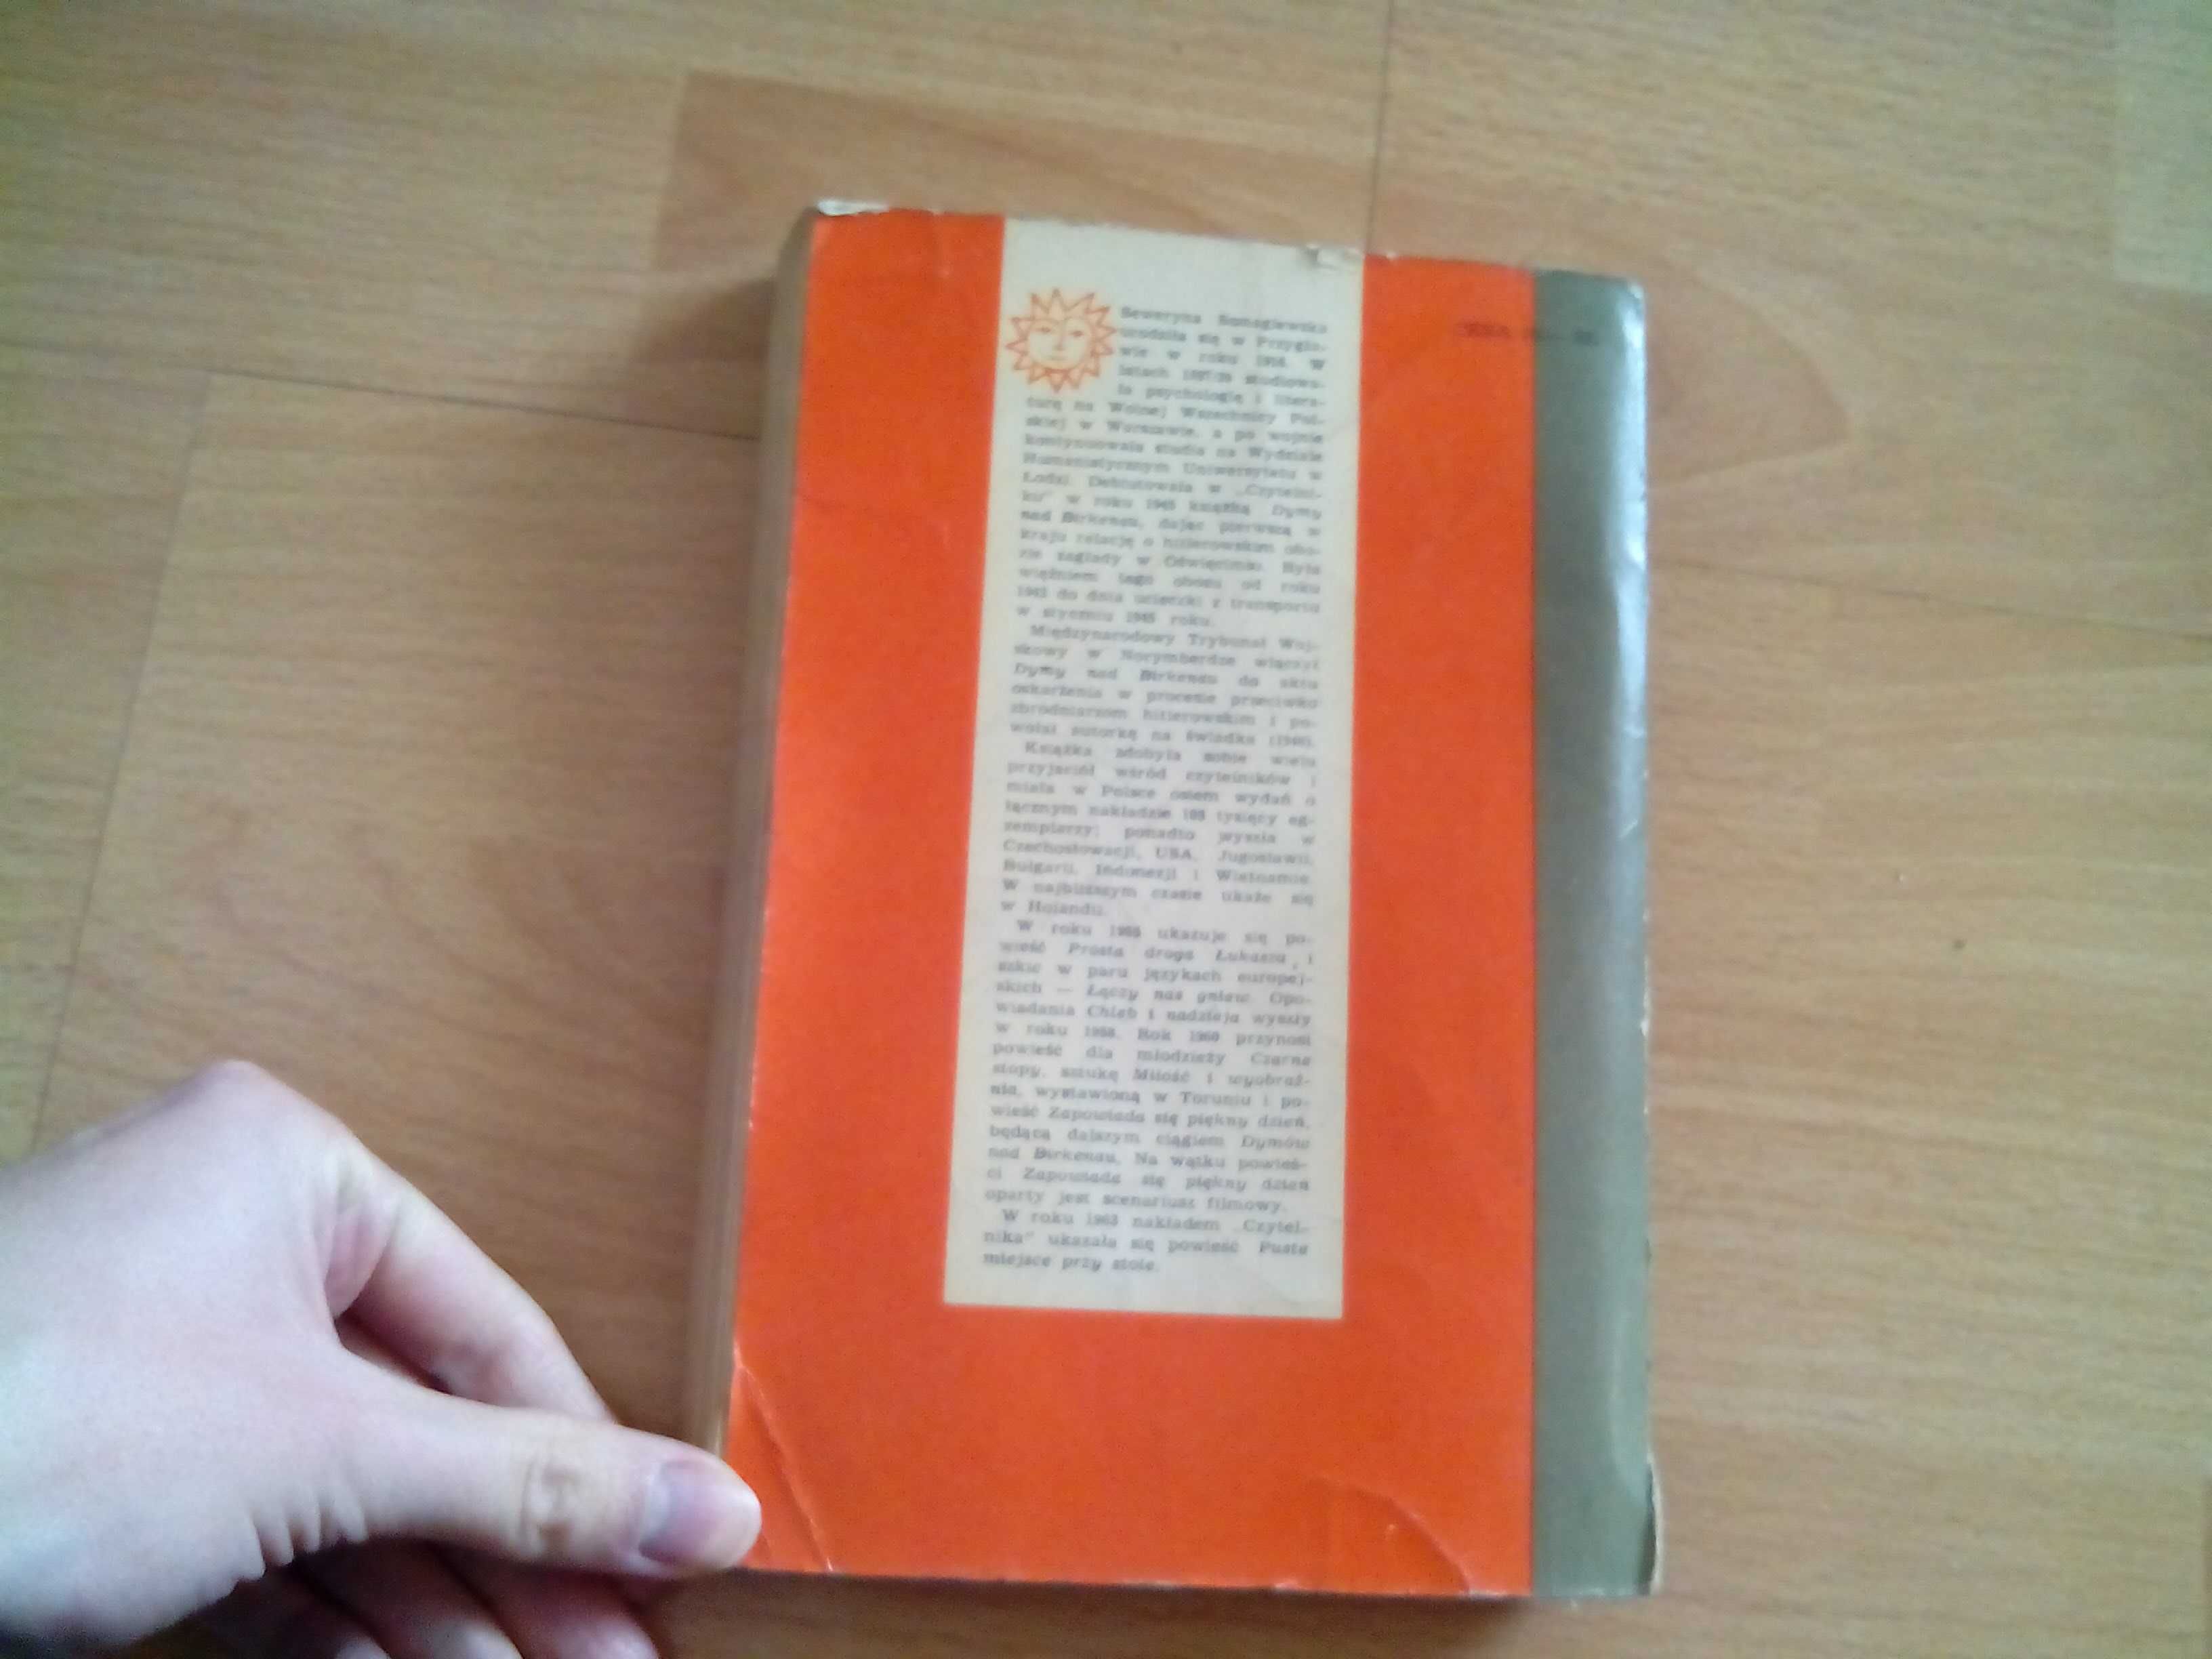 Seweryna Szmaglewska
urodziła się w Przygło-
wie w roku 1916. W
latach studiowa-
ła psychologię i litera-
turę na Wolnej Wszechnicy Pol-
skiej w Warszawie, a po wojnie
kontynuowała studia na Wydziale
Humanistycznym Uniwersytetu w
Łodzi. Debiutowała w „Czytelni-
ku" w roku 1945 książką Dymy
nad Birkenau, dając pierwszą w
kraju relację o hitlerowskim obo-
zie zagłady w Oświęcimiu. Była
więźniem tego obozu od roku
do dnia ucieczki z transportu
w styczniu 1945 roku.
Międzynarodowy Trybunał Woj-
skowy w Norymberdze włączył
Dymy nad Birkenau do aktu
oskarżenia w procesie przeciwko
zbrodniarzom hitlerowskim i po-
wołał autorkę na świadka (1946).
Książka zdobyła sobie wielu
przyjaciół wśród czytelników i
miała w Polsce osiem wydań o
łącznym nakładzie tysięcy eg-
zemplarzy; ponadto wyszła w
Czechosłowacji, USA, Jugosławii,
Bułgarii, Indonezji i Wietnamie.
W najbliższym czasie ukaże się
w Holandii.
W roku 1955 ukazuje się po-
wieść Prosta droga Łukasza, i
szkic w paru językach europej-
skich — Łączy nas gniew. Opo-
wiadania Chleb i nadzieja wyszły
w roku 1958. Rok 1960 przynosi
powieść dla młodzieży Czarne
stopy, sztukę Miłość i wyobraź-
nia, wystawioną w Toruniu i po-
wieść Zapowiada się piękny dzień,
będącą dalszym ciągiem Dymów
nad Birkenau. Na wątku powieś-
ci Zapowiada się piękny dzień
oparty jest scenariusz filmowy.
W roku 1963 nakładem „Czytel-
nika" ukazała się powieść Puste
miejsce przy stole.